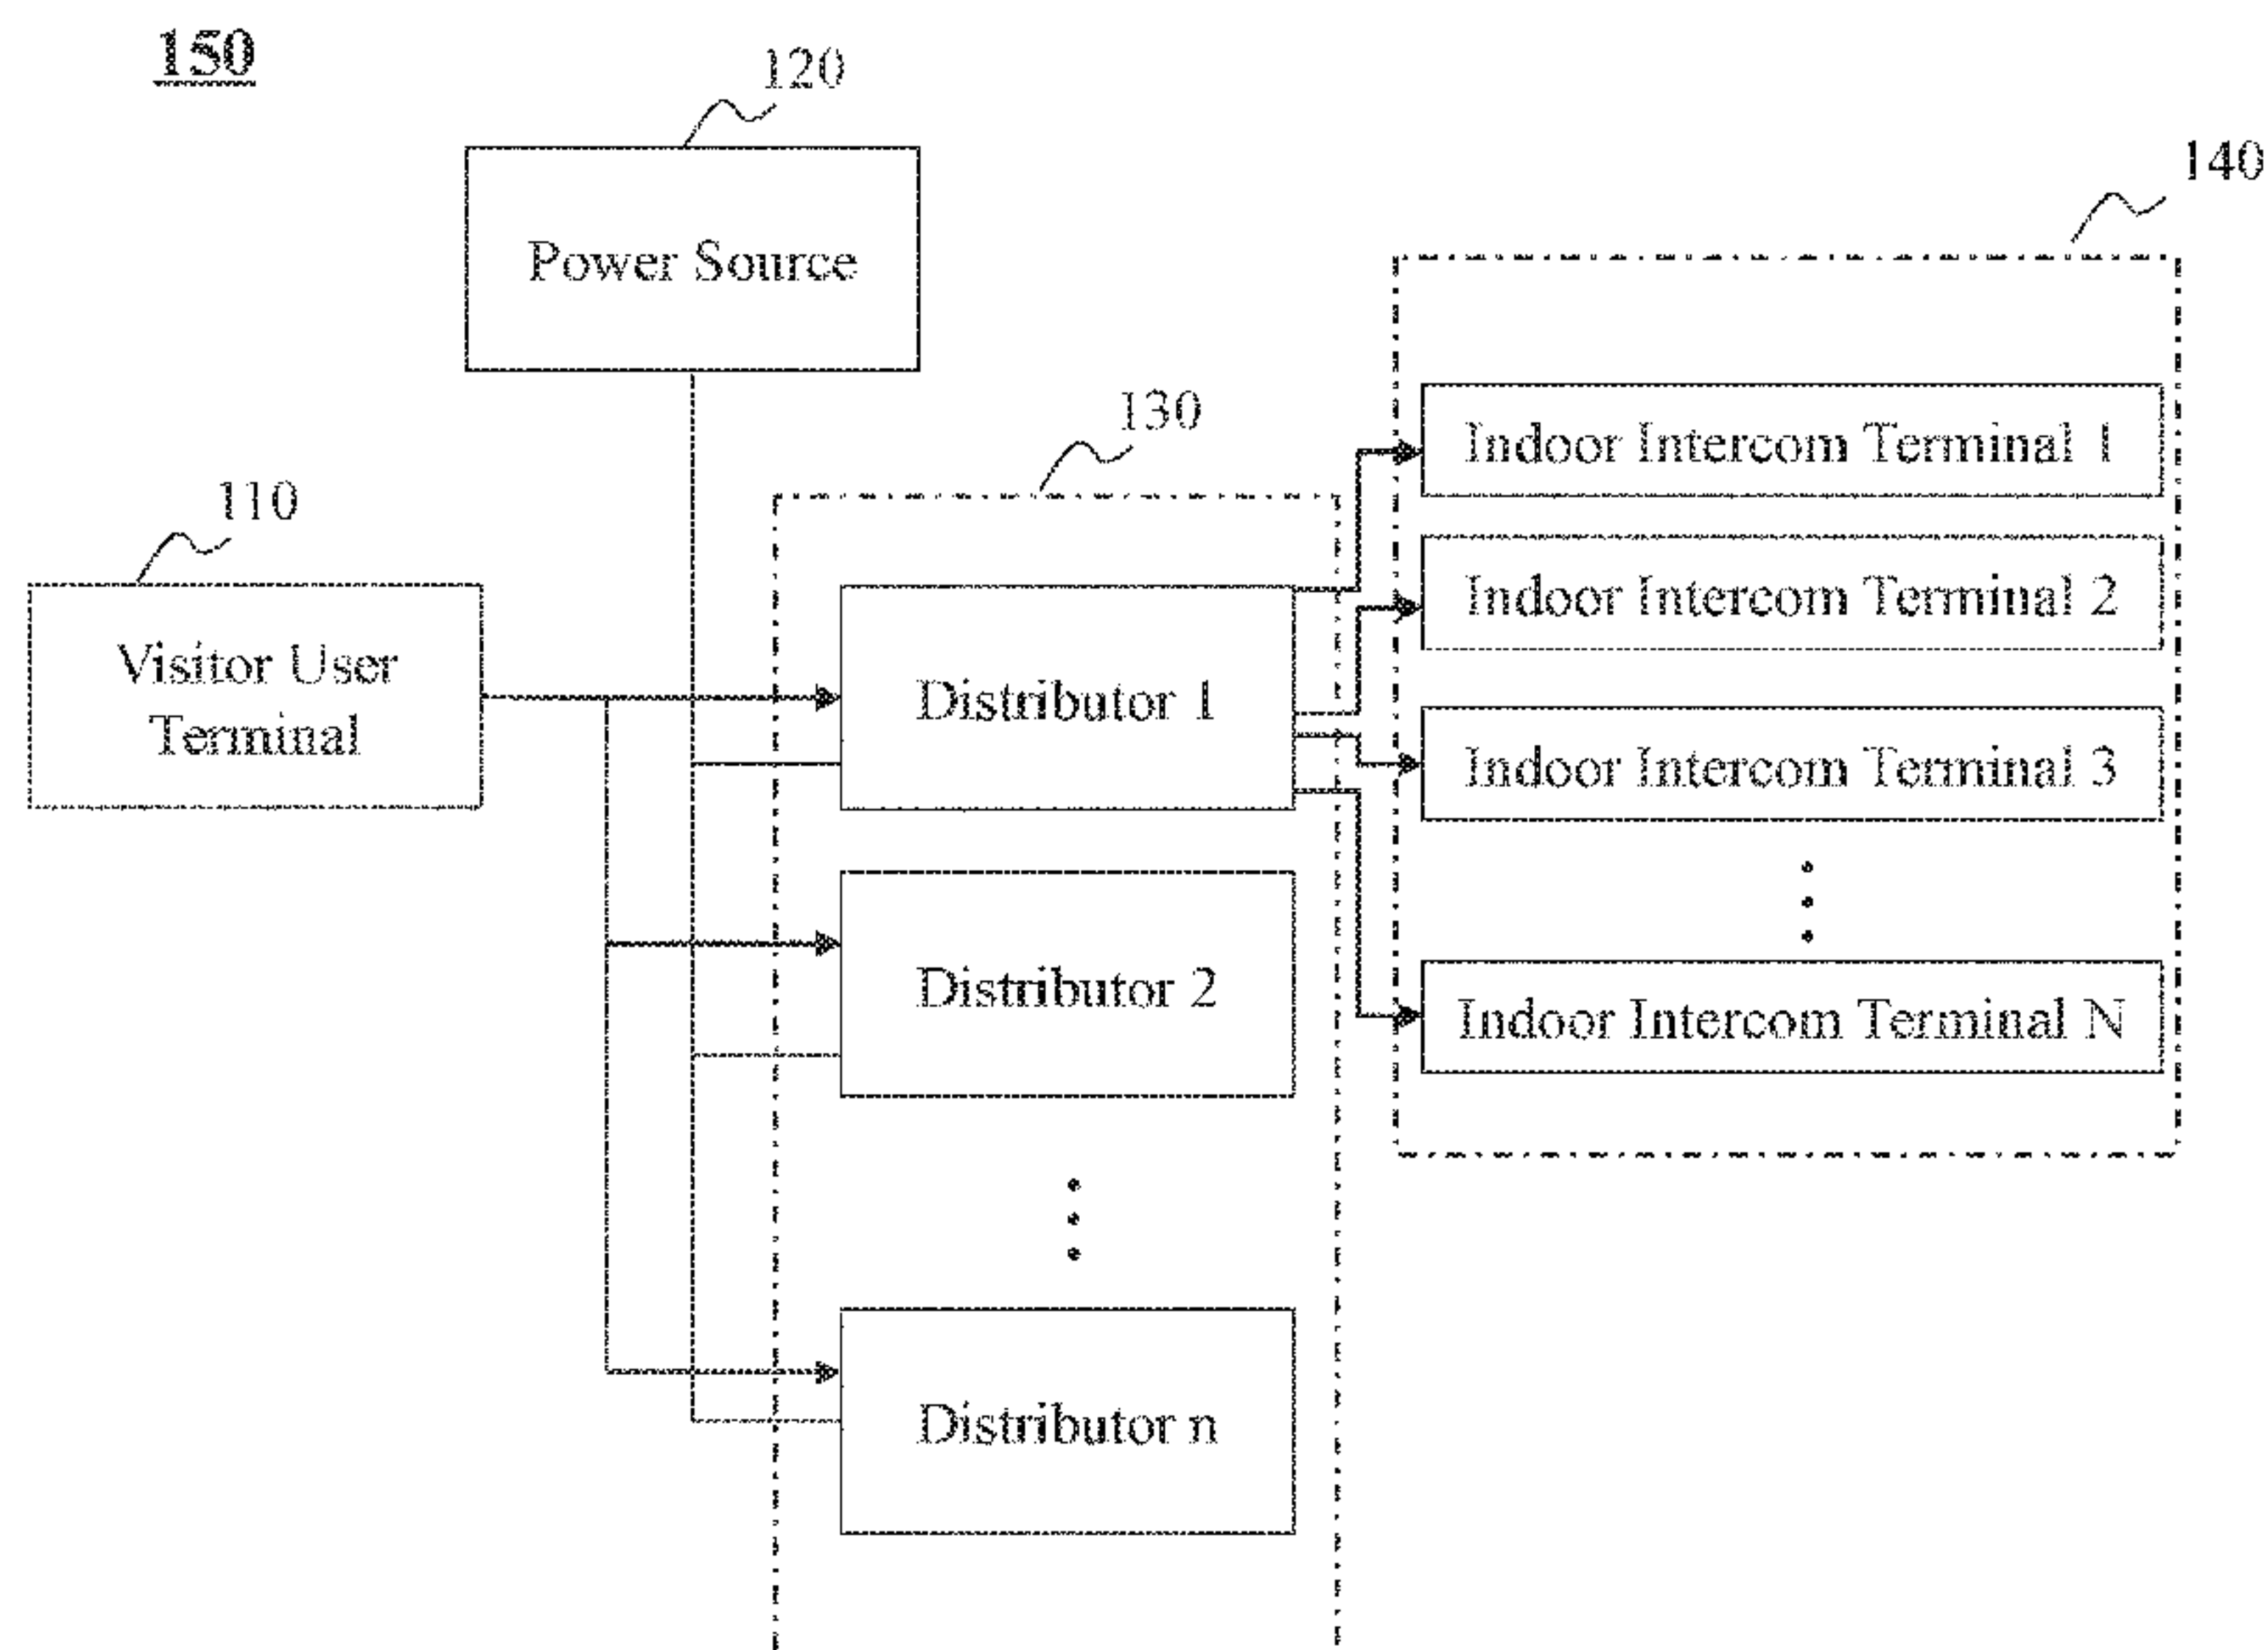 150
120
140
Power Source
130
Indoor Intercom Terminal 1
110
Indoor Intercom Terminal 2
Visitor User
Terminal
Distributor 1
Indoor Intercom Terminal 3
Distributor 2
Indoor Intercom Terminal N
Distributor n